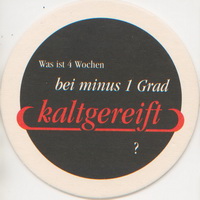 Was ist 4 Wochen
bei minus 1 Grad
kaltgereift
?